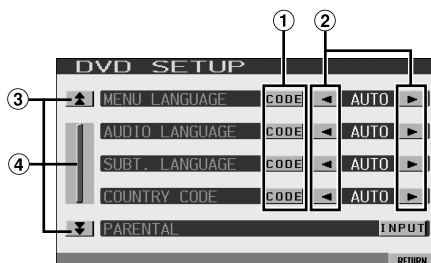 ① ②
DVD SETUP
③ MENU LANGUAGE CODE ◄ AUTO ►
AUDIO LANGUAGE CODE ◄ AUTO ►
④ SUBT. LANGUAGE CODE ◄ AUTO ►
COUNTRY CODE CODE ◄ AUTO ►
PARENTAL INPUT
RETURN